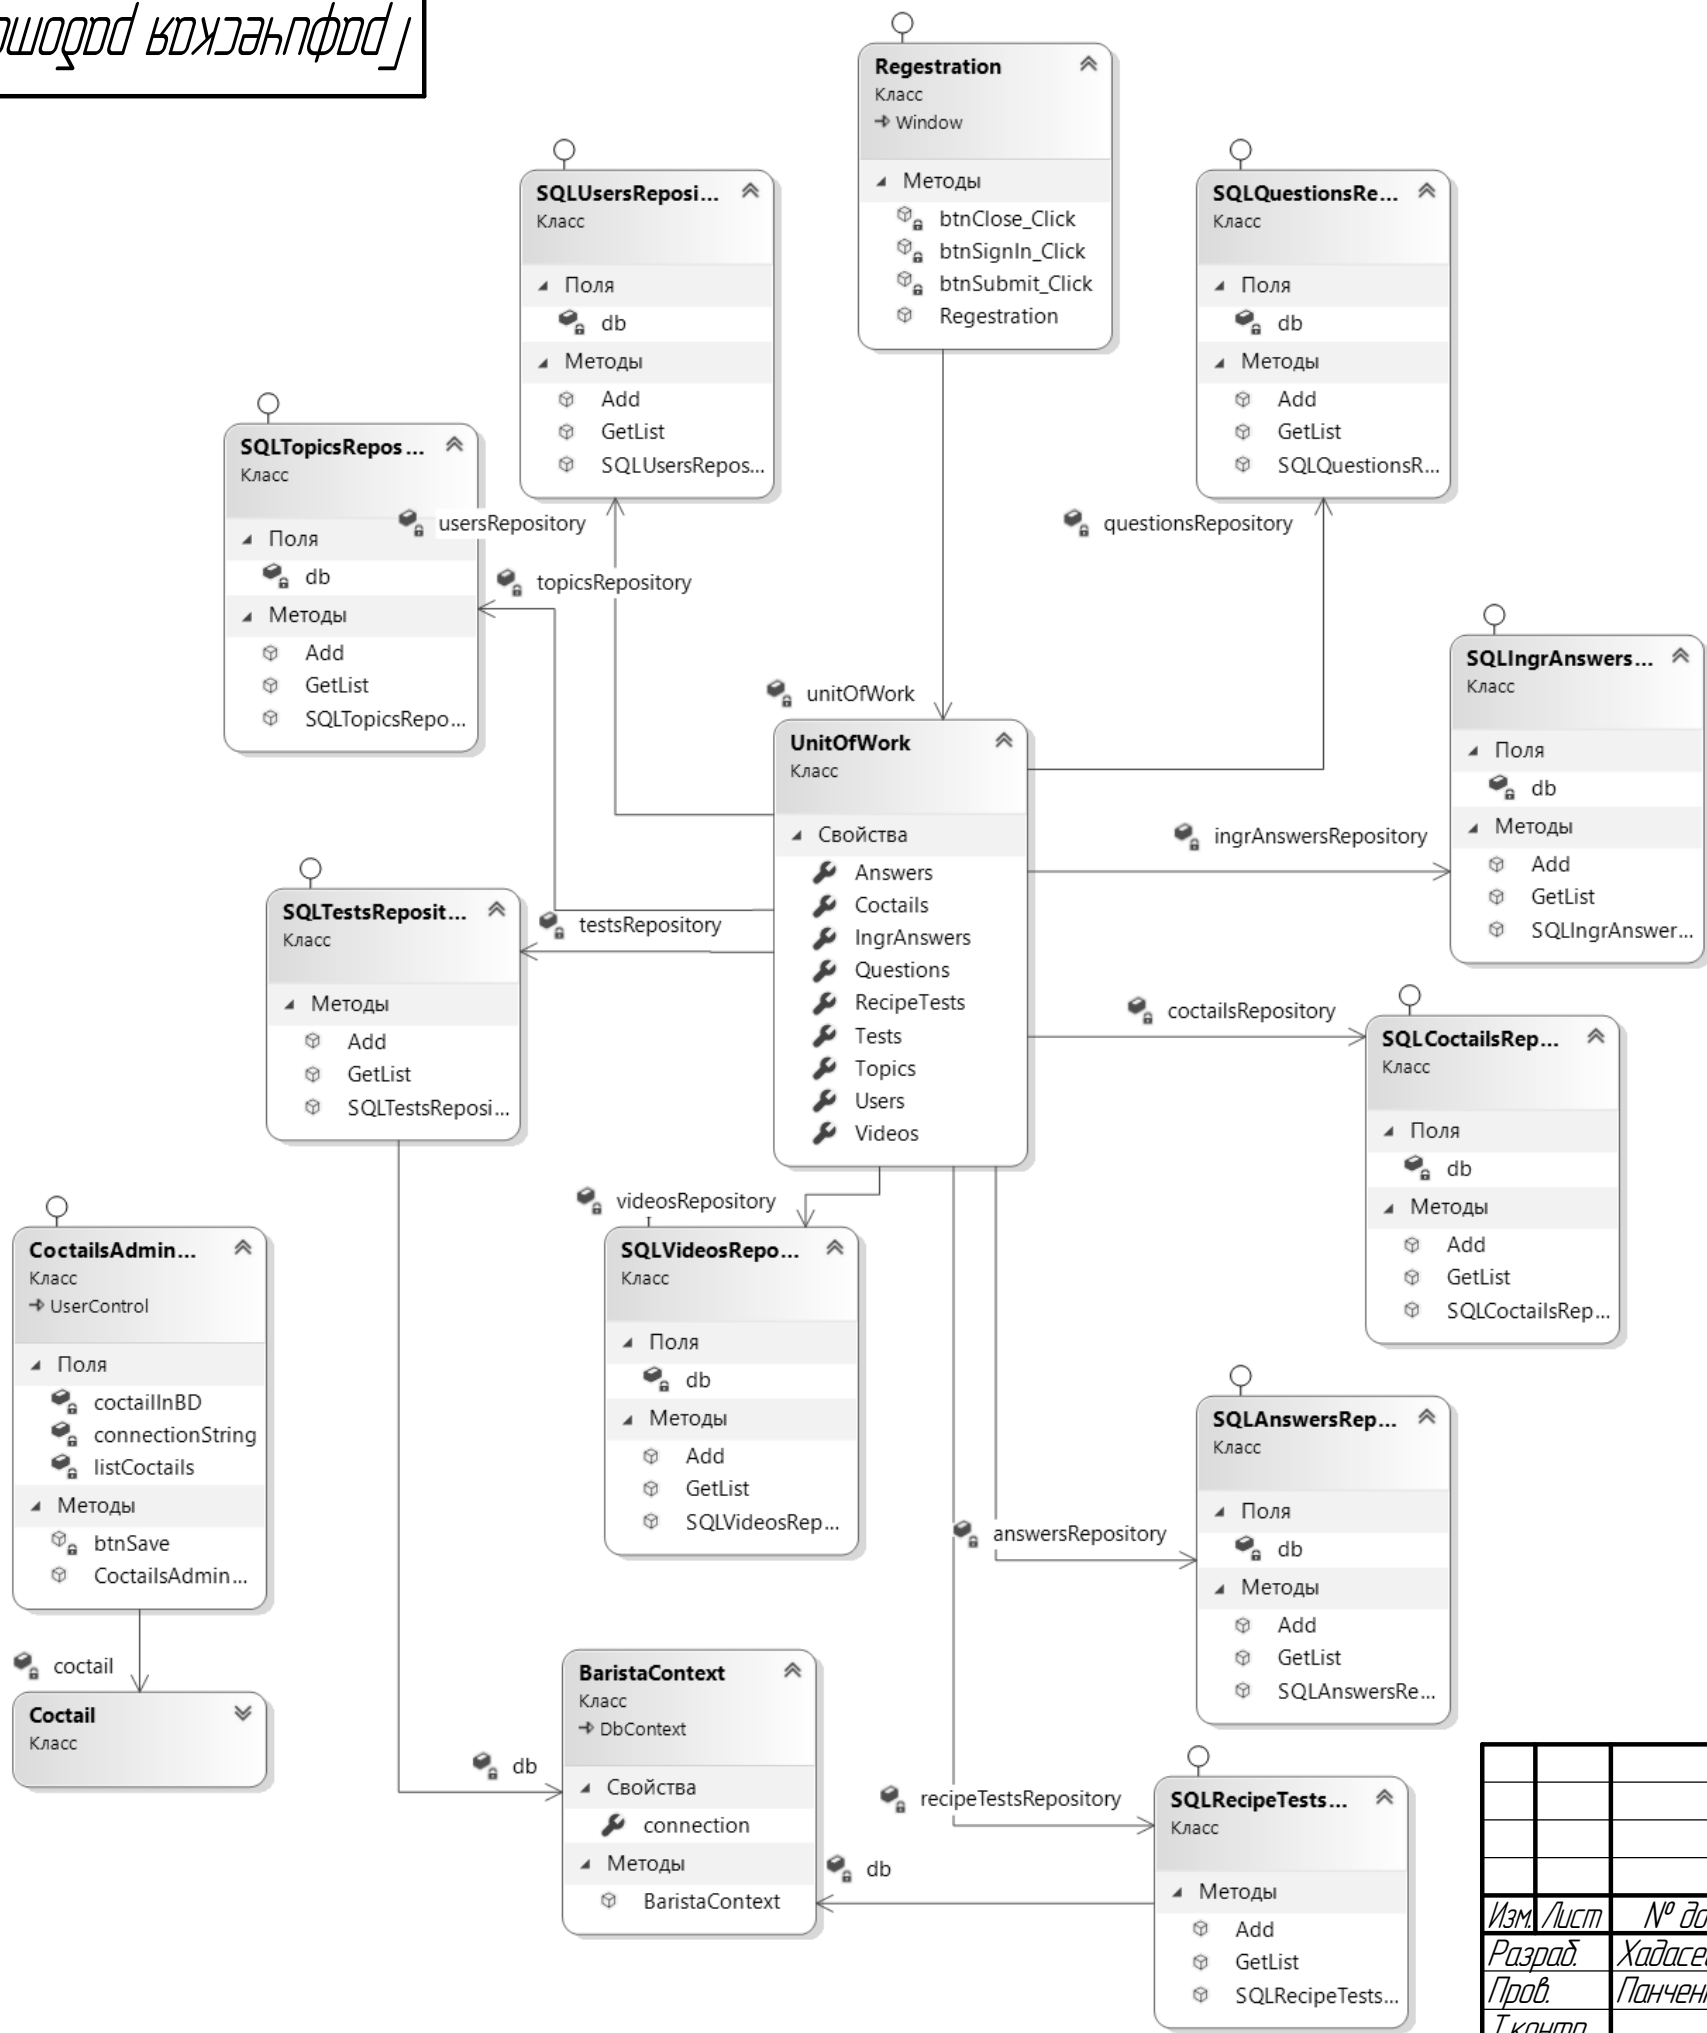 Графическая
Regestration
Класс
Window
Методы
btnClose_Click
btnSignIn_Click
btnSubmit_Click
Regestration
SQLUsersReposi...
Класс
Поля
db
Методы
Add
GetList
SQLUsersRepos...
SQLQuestionsRe...
Класс
Поля
db
Методы
Add
GetList
SQLQuestionsR...
SQLTopicsRepos...
Класс
Поля
db
Методы
Add
GetList
SQLTopicsRepo...
usersRepository
topicsRepository
questionsRepository
unitOfWork
SQLIngrAnswers...
Класс
Поля
db
Методы
Add
GetList
SQLIngrAnswer...
UnitOfWork
Класс
Свойства
Answers
Coctails
IngrAnswers
Questions
RecipeTests
Tests
Topics
Users
Videos
ingrAnswersRepository
testsRepository
coctailsRepository
SQLTestsReposit...
Класс
Методы
Add
GetList
SQLTestsReposi...
SQLCoctailsRep...
Класс
Поля
db
Методы
Add
GetList
SQLCoctailsRep...
videosRepository
SQLVideosRepo...
Класс
Поля
db
Методы
Add
GetList
SQLVideosRep...
CoctailsAdmin...
Класс
UserControl
Поля
coctailInBD
connectionString
listCoctails
Методы
btnSave
CoctailsAdmin...
coctail
Coctail
Класс
answersRepository
SQLAnswersRep...
Класс
Поля
db
Методы
Add
GetList
SQLAnswersRe...
db
BaristaContext
Класс
DbContext
Свойства
connection
Методы
BaristaContext
recipeTestsRepository
db
SQLRecipeTests...
Класс
Методы
Add
GetList
SQLRecipeTests...
Изм. Лист № до
Разраб. Хадасе
Пров. Панчен
Т.контр.